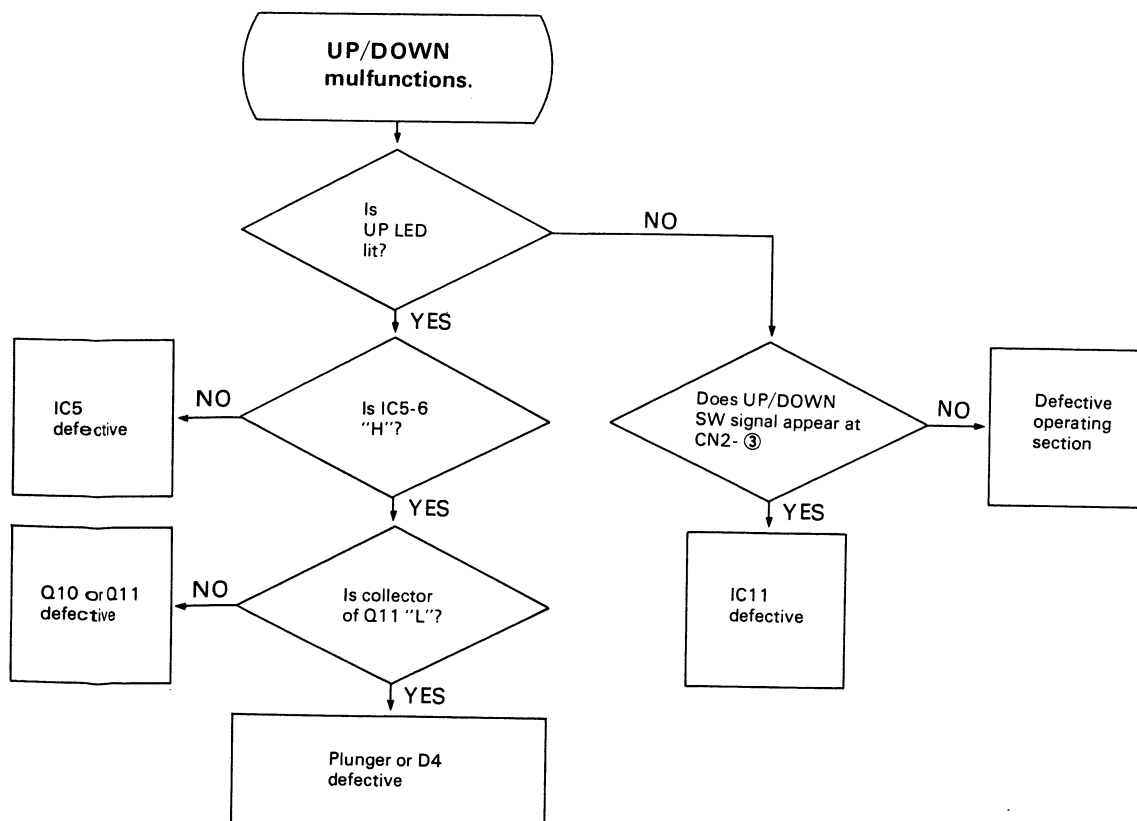 UP/DOWN
mulfunctions.
Is
UP LED
lit?
NO
YES
IC5
defective
NO
Is IC5-6
"H"?
Does UP/DOWN
SW signal appear at
CN2- ③
NO
Defective
operating
section
YES
YES
Q10 or Q11
defective
NO
Is collector
of Q11 "L"?
IC11
defective
YES
Plunger or D4
defective